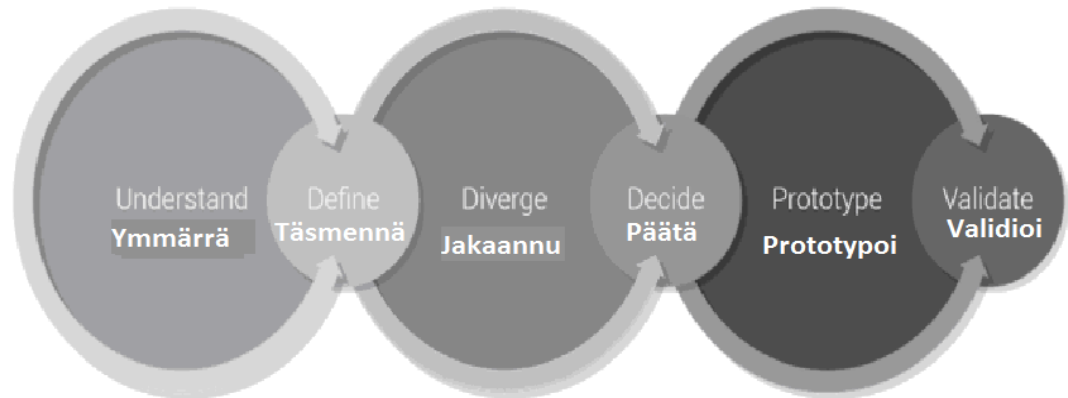 Understand
Ymmärrä
Define
Täsmennä
Diverge
Jakaannu
Decide
Päätä
Prototype
Prototypoi
Validate
Validioi